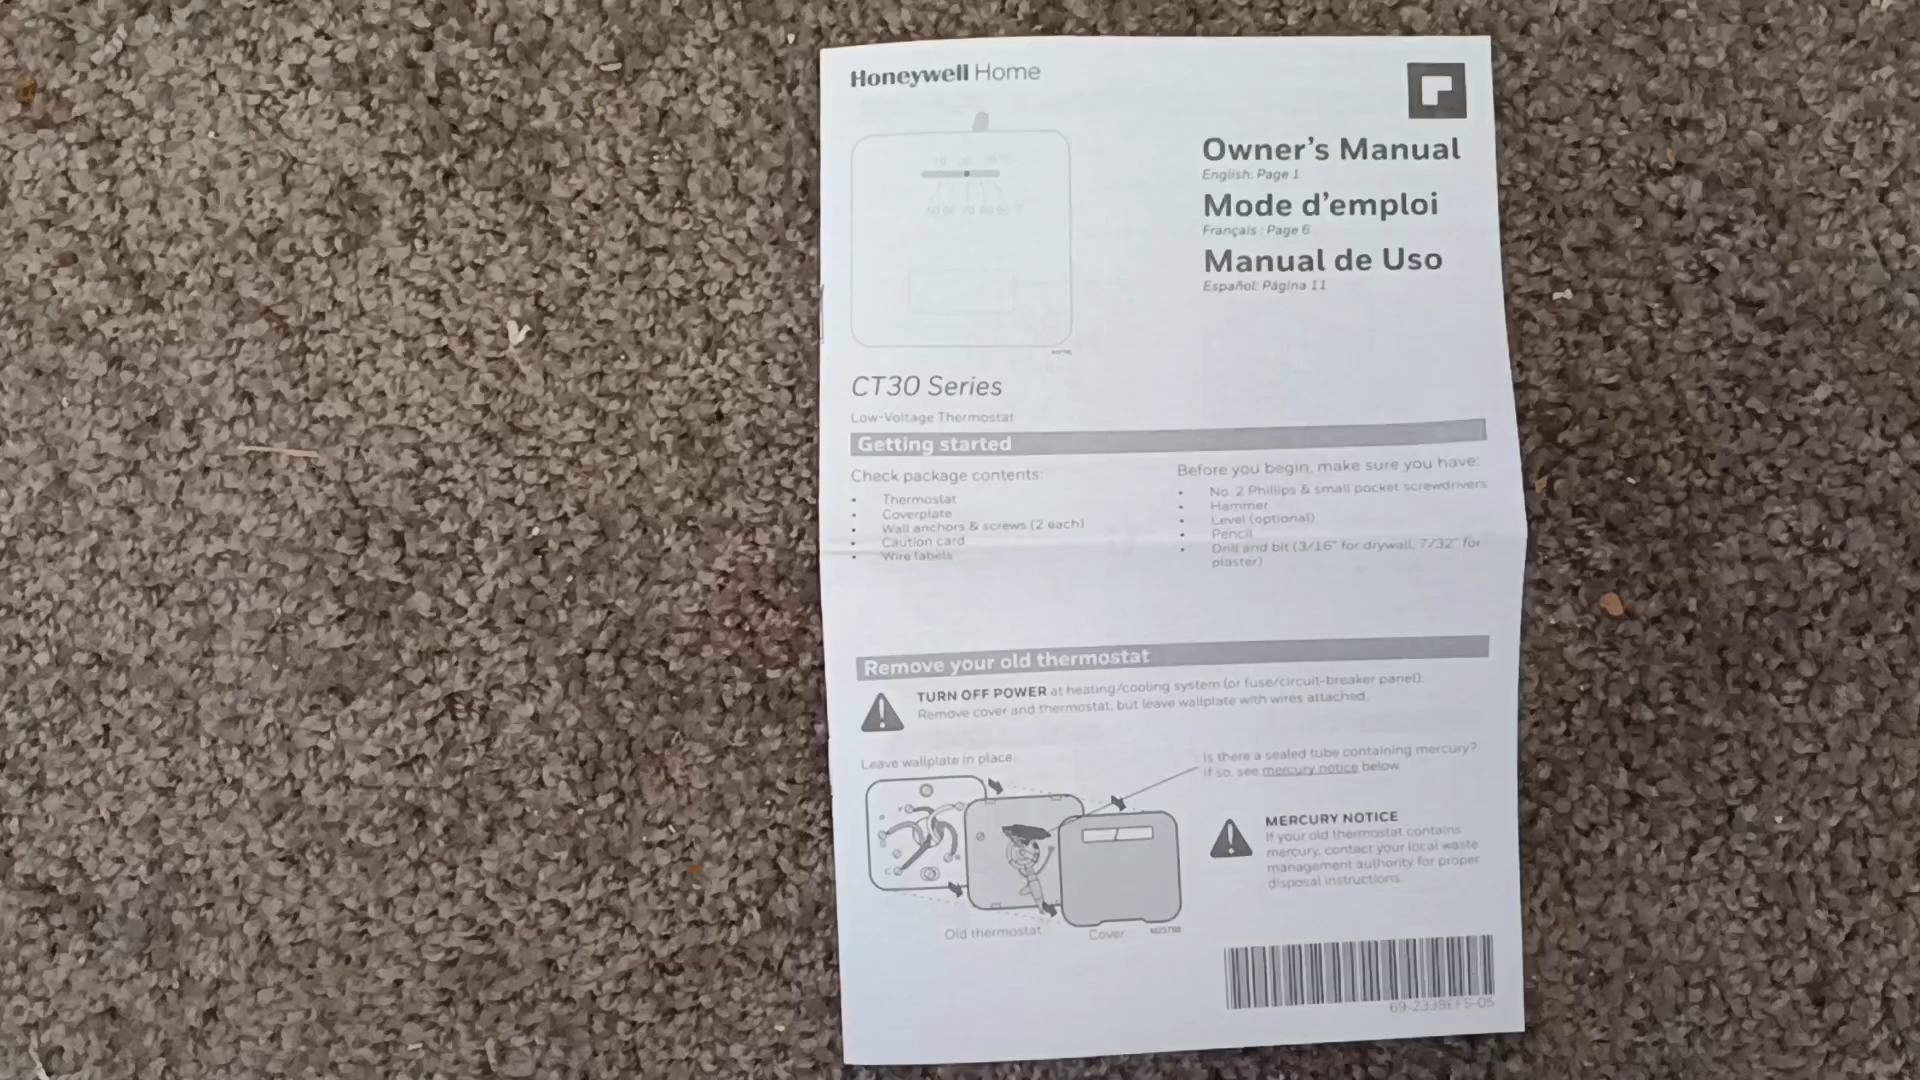 Honeywell Home
Owner's Manual
English: Page 1
Mode d'emploi
Français : Page 6
Manual de Uso
Español: Página 11
CT30 Series
Low-Voltage Thermostat
Getting started
Check package contents:
• Thermostat
• Coverplate
• Wall anchors & screws (2 each)
• Caution card
• Wire labels
Before you begin, make sure you have:
• No. 2 Phillips & small pocket screwdrivers
• Hammer
• Level (optional)
• Pencil
• Drill and bit (3/16" for drywall, 7/32" for
plaster)
Remove your old thermostat
TURN OFF POWER at heating/cooling system (or fuse/circuit-breaker panel).
Remove cover and thermostat, but leave wallplate with wires attached.
Leave wallplate in place.
Is there a sealed tube containing mercury?
If so, see mercury notice below.
MERCURY NOTICE
If your old thermostat contains
mercury, contact your local waste
management authority for proper
disposal instructions.
Old thermostat
Cover
69-2338EFS-05